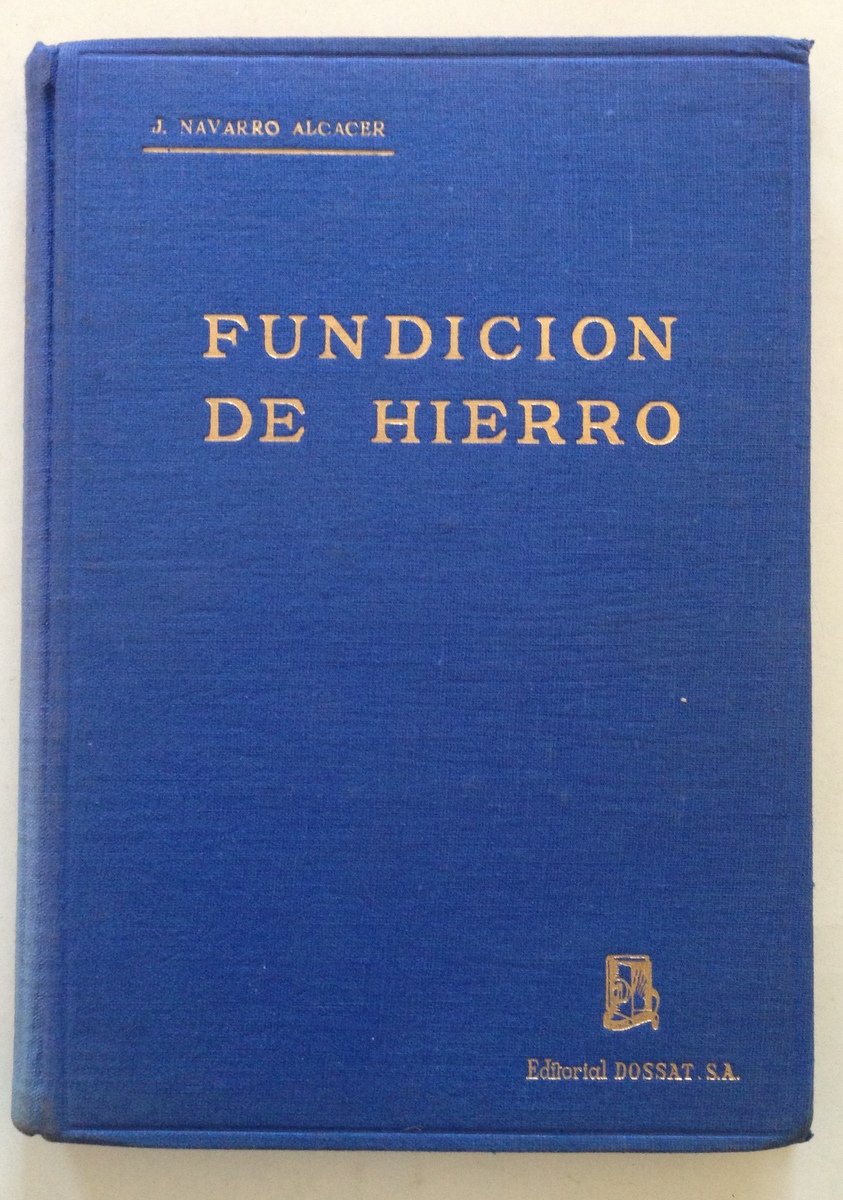 J. NAVARRO ALCACER
FUNDICION
DE HIERRO
Editorial DOSSAT. S.A.